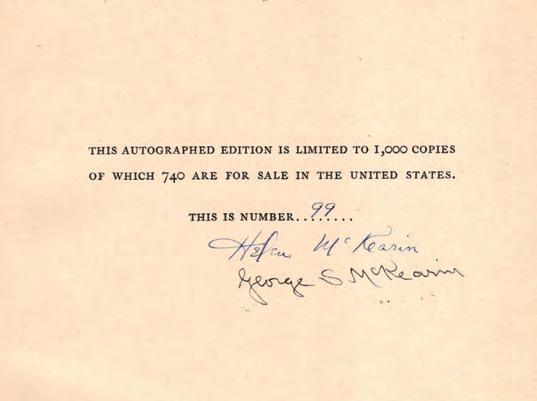 THIS AUTOGRAPHED EDITION IS LIMITED TO 1,000 COPIES
OF WHICH 740 ARE FOR SALE IN THE UNITED STATES.
THIS IS NUMBER..99......
Helen McKearin
George S McKearin